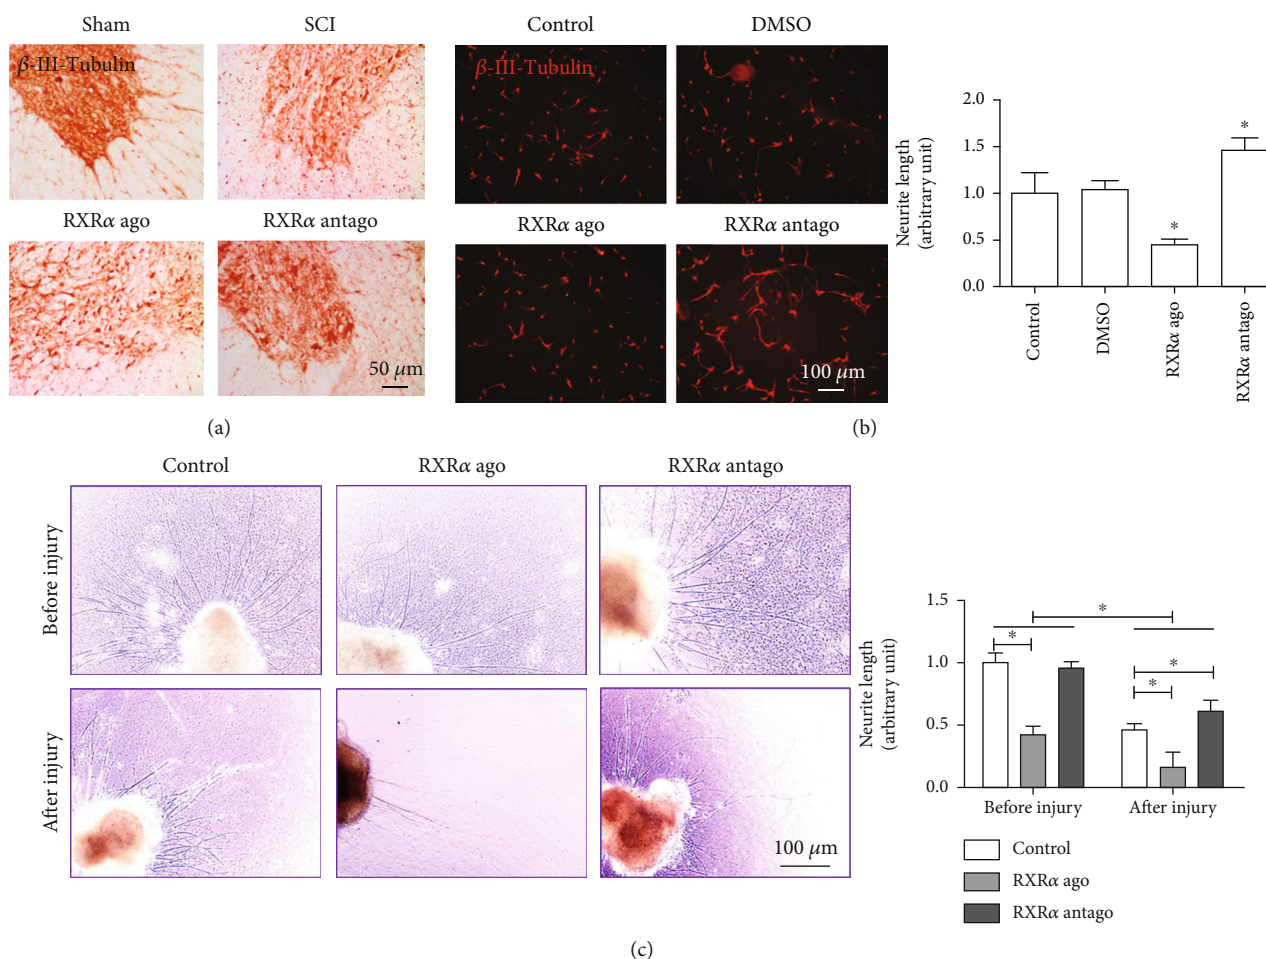 Sham
SCI
β-III-Tubulin
RXRα ago
RXRα antago
50 μm
(a)
Control
DMSO
β-III-Tubulin
RXRα ago
RXRα antago
100 μm
Neurite length
(arbitrary unit)
2.0
1.5
1.0
0.5
0.0
*
*
Control
DMSO
RXRα ago
RXRα antago
(b)
Control
RXRα ago
RXRα antago
Before injury
After injury
100 μm
Neurite length
(arbitrary unit)
1.5
1.0
0.5
0.0
*
*
*
*
Before injury
After injury
Control
RXRα ago
RXRα antago
(c)